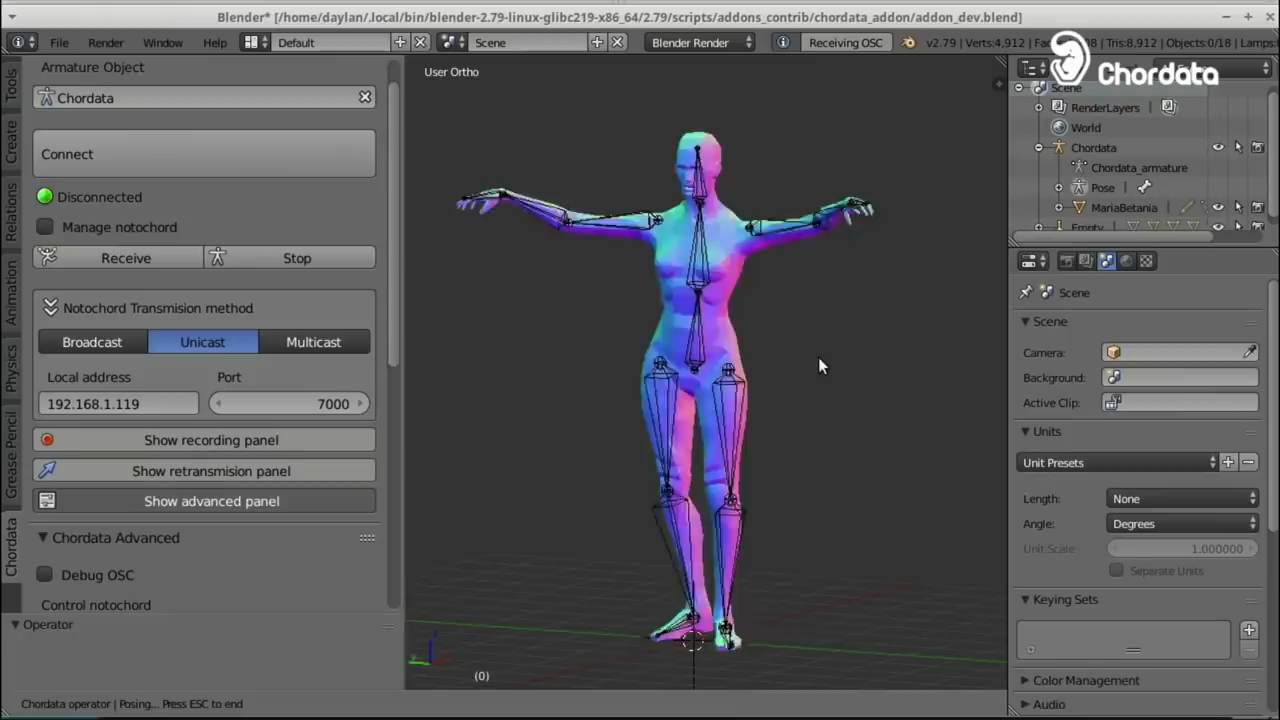 Blender* [/home/daylan/.local/bin/blender-2.79-linux-glibc219-x86_64/2.79/scripts/addons_contrib/chordata_addon/addon_dev.blend]
File Render Window Help Default Scene Blender Render Receiving OSC v2.79 | Verts:4,912 | Tris:8,912 | Objects:0/18 | Lamps:
Chordata
Tools
Create
Relations
Animation
Physics
Grease Pencil
Chordata
Armature Object
Chordata
Connect
Disconnected
Manage notochord
Receive Stop
Notochord Transmision method
Broadcast Unicast Multicast
Local address Port
192.168.1.119 7000
Show recording panel
Show retransmision panel
Show advanced panel
Chordata Advanced
Debug OSC
Control notochord
Operator
User Ortho
(0)
Chordata operator | Posing... Press ESC to end
Scene
RenderLayers
World
Chordata
Chordata_armature
Pose
MariaBetania
Empty
Scene
Scene
Camera:
Background:
Active Clip:
Units
Unit Presets
Length: None
Angle: Degrees
Unit Scale 1.000000
Separate Units
Keying Sets
Color Management
Audio